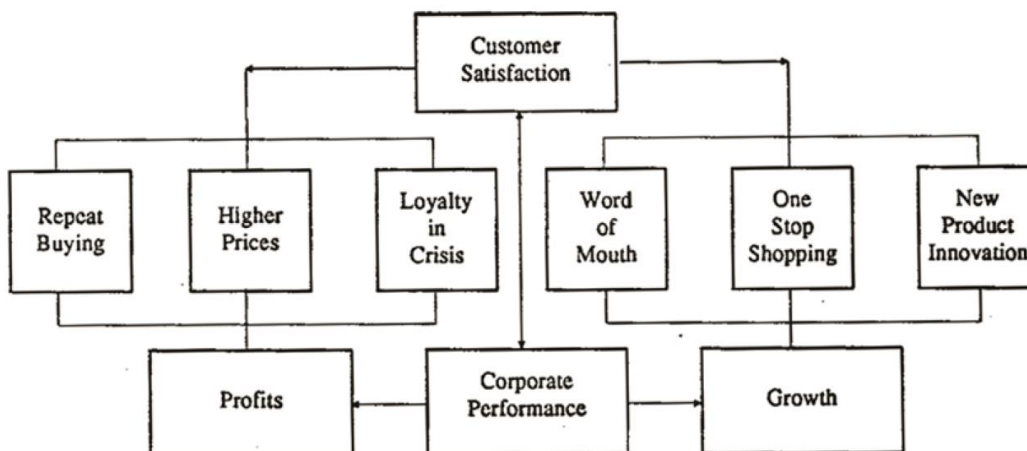 Customer
Satisfaction
Repcat
Buying
Higher
Prices
Loyalty
in
Crisis
Word
of
Mouth
One
Stop
Shopping
New
Product
Innovation
Profits
Corporate
Performance
Growth